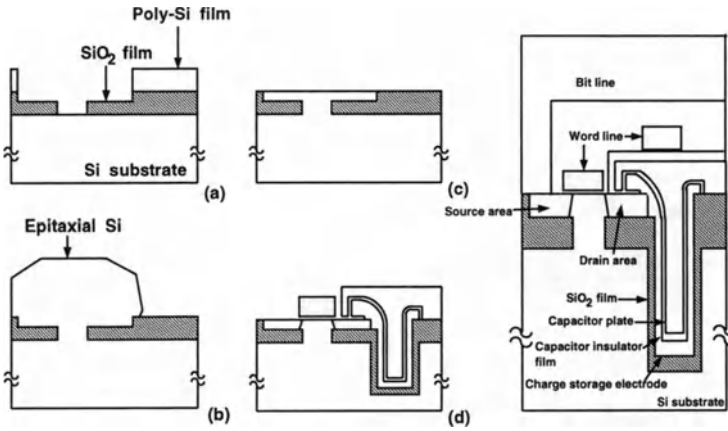 Poly-Si film
SiO2 film
Si substrate
(a)
(c)
Epitaxial Si
(b)
(d)
Bit line
Word line
Source area
Drain area
SiO2 film
Capacitor plate
Capacitor insulator
film
Charge storage electrode
Si substrate